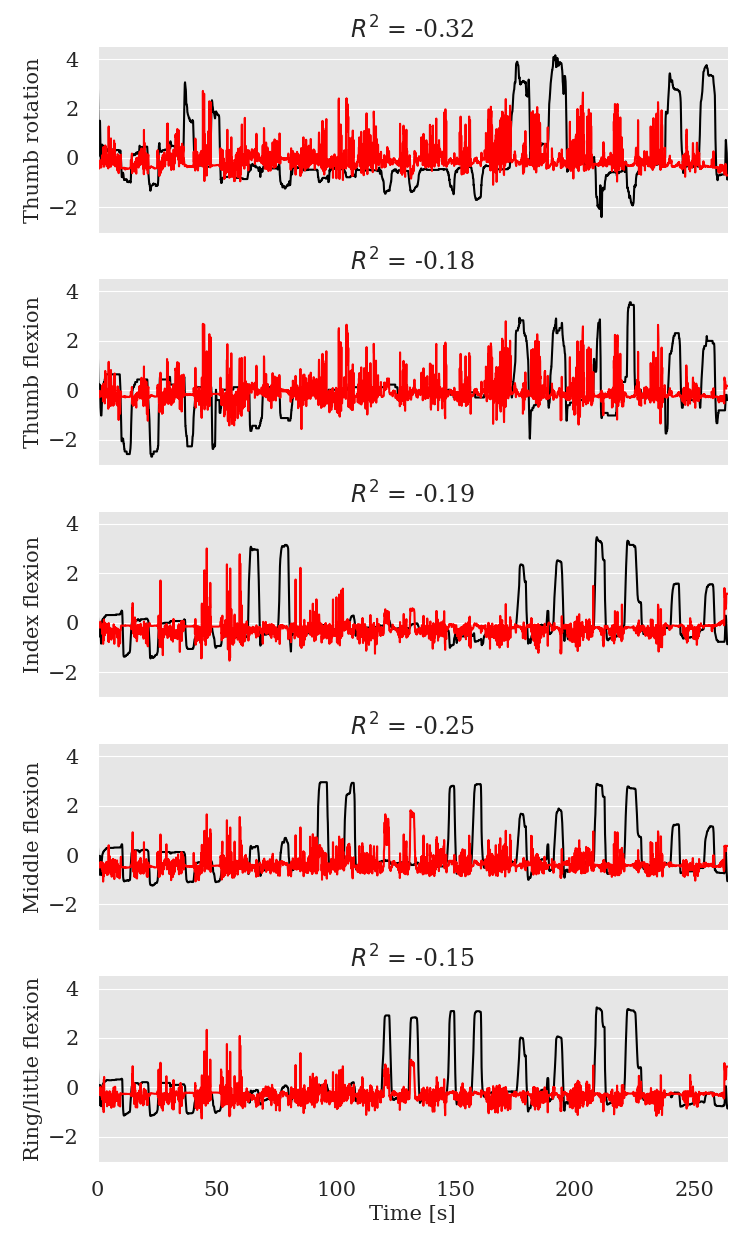 R² = -0.32
Thumb rotation
4
2
0
−2
R² = -0.18
Thumb flexion
4
2
0
−2
R² = -0.19
Index flexion
4
2
0
−2
R² = -0.25
Middle flexion
4
2
0
−2
R² = -0.15
Ring/little flexion
4
2
0
−2
0 50 100 150 200 250
Time [s]